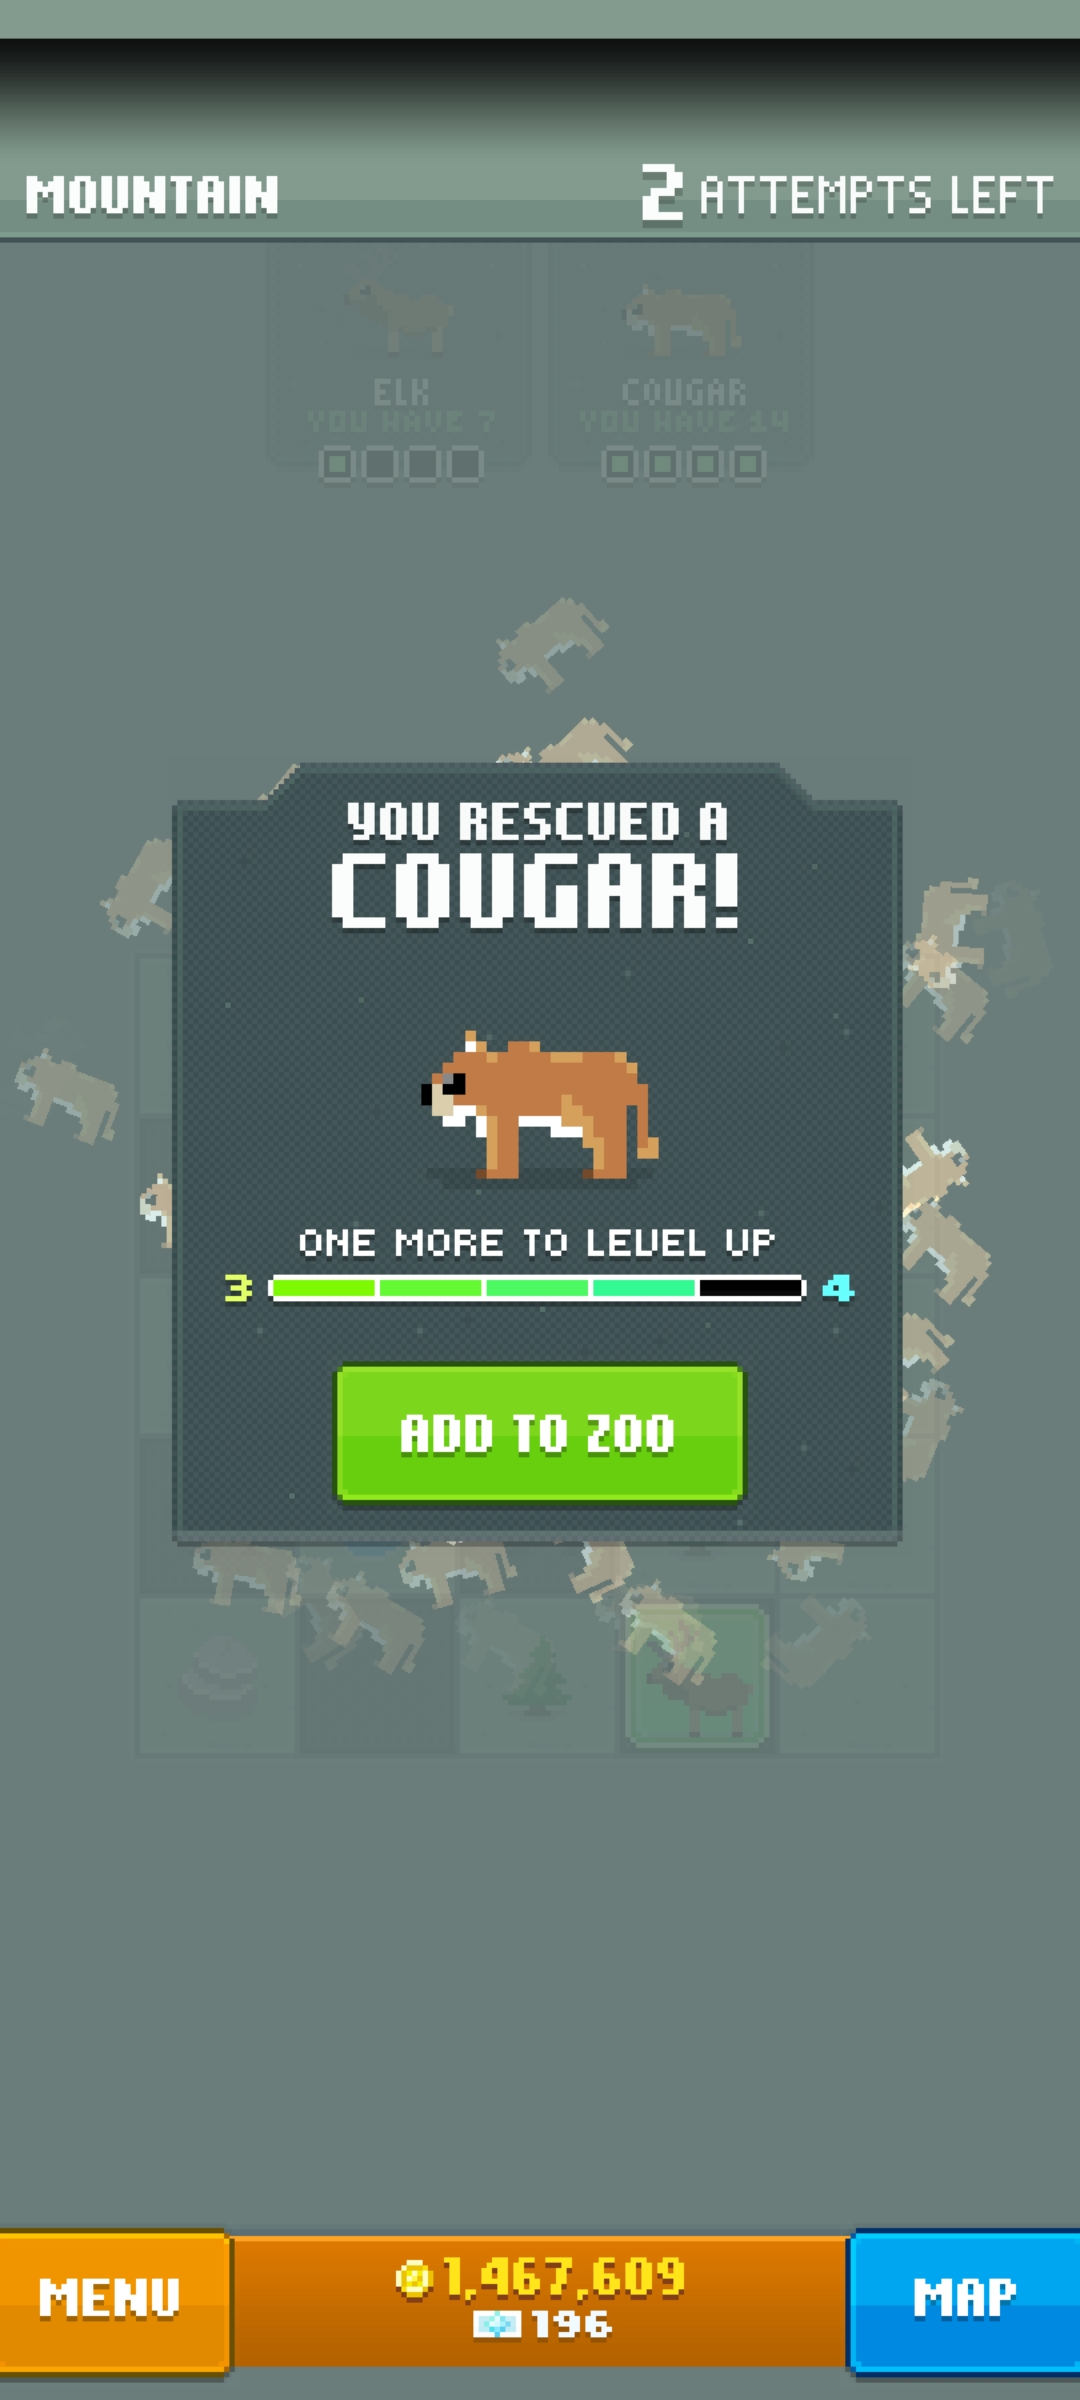 MOUNTAIN
2 ATTEMPTS LEFT
ELK
YOU HAVE 7
COUGAR
YOU HAVE 14
YOU RESCUED A
COUGAR!
ONE MORE TO LEVEL UP
3
4
ADD TO ZOO
MENU
1,467,609
196
MAP